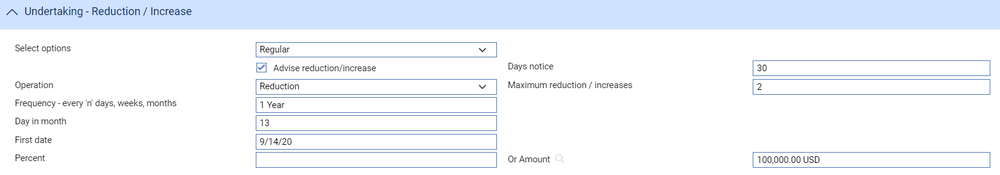 Undertaking - Reduction / Increase
Select options Regular
Advise reduction/increase Days notice 30
Operation Reduction Maximum reduction / increases 2
Frequency - every 'n' days, weeks, months 1 Year
Day in month 13
First date 9/14/20
Percent Or Amount 100,000.00 USD